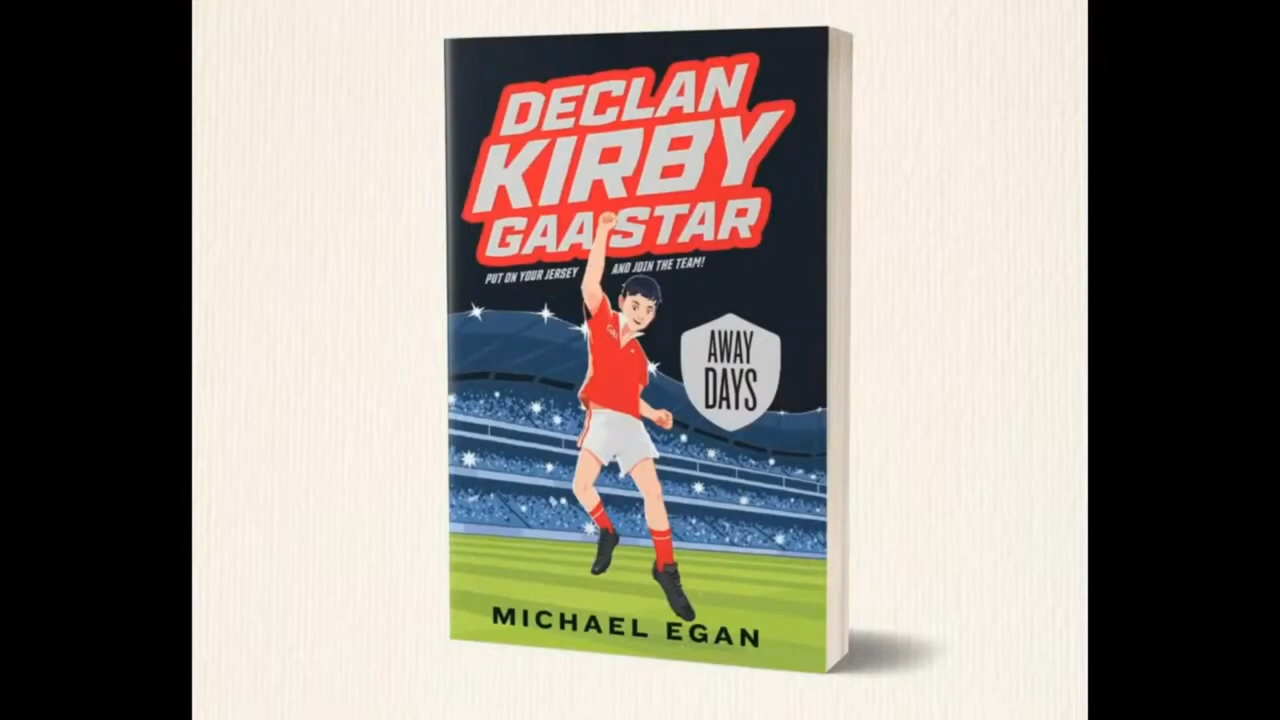 DECLAN
KIRBY
GAA STAR
PUT ON YOUR JERSEY AND JOIN THE TEAM!
AWAY
DAYS
MICHAEL EGAN